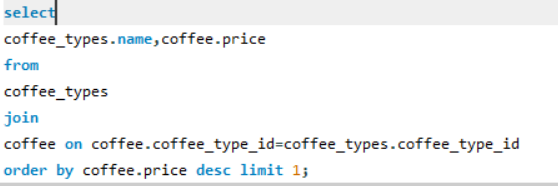 select
coffee_types.name,coffee.price
from
coffee_types
join
coffee on coffee.coffee_type_id=coffee_types.coffee_type_id
order by coffee.price desc limit 1;